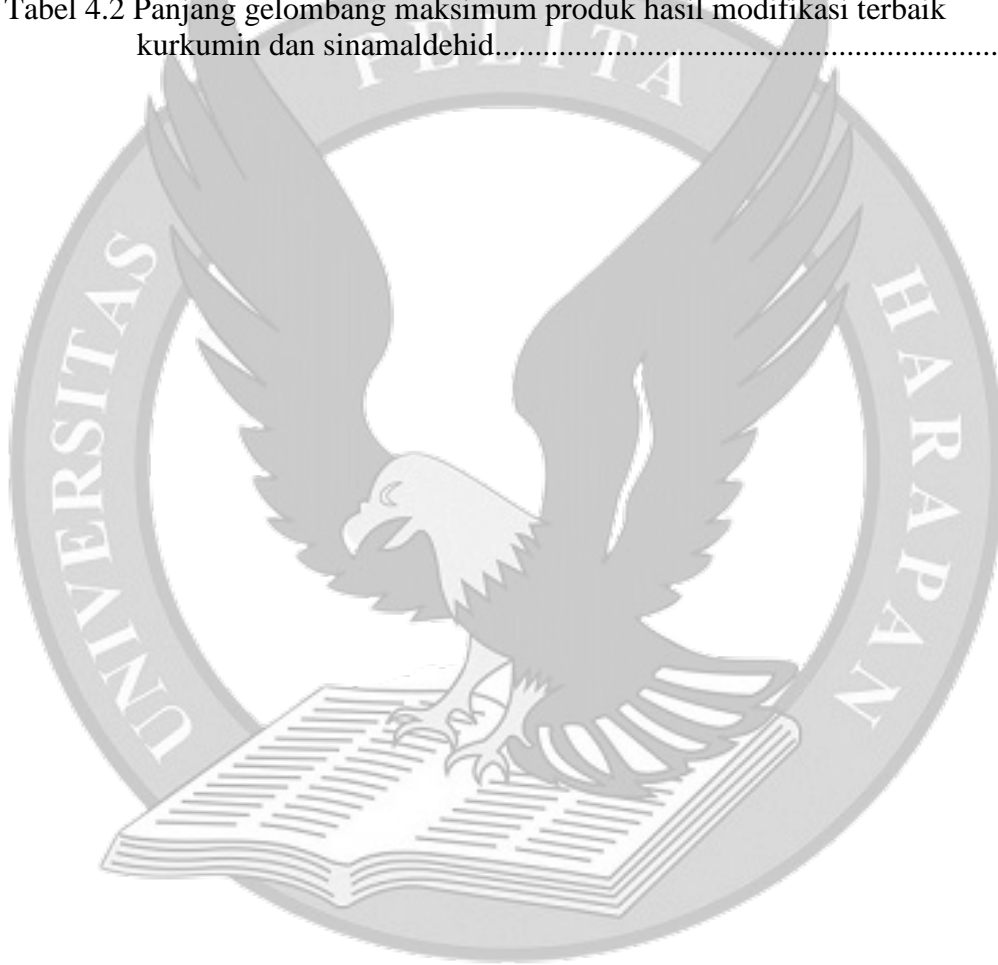 Tabel 4.2 Panjang gelombang maksimum produk hasil modifikasi terbaik
kurkumin dan sinamaldehid................................................................
UNIVERSITAS PELITA HARAPAN